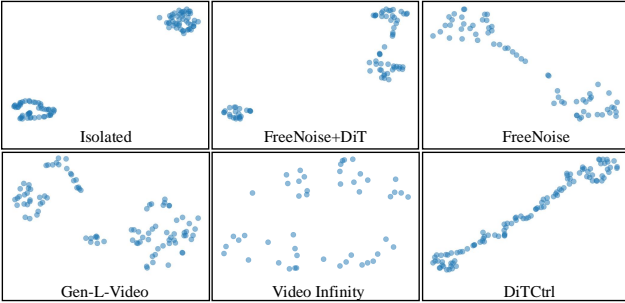 Isolated
FreeNoise+DiT
FreeNoise
Gen-L-Video
Video Infinity
DiTCtrl